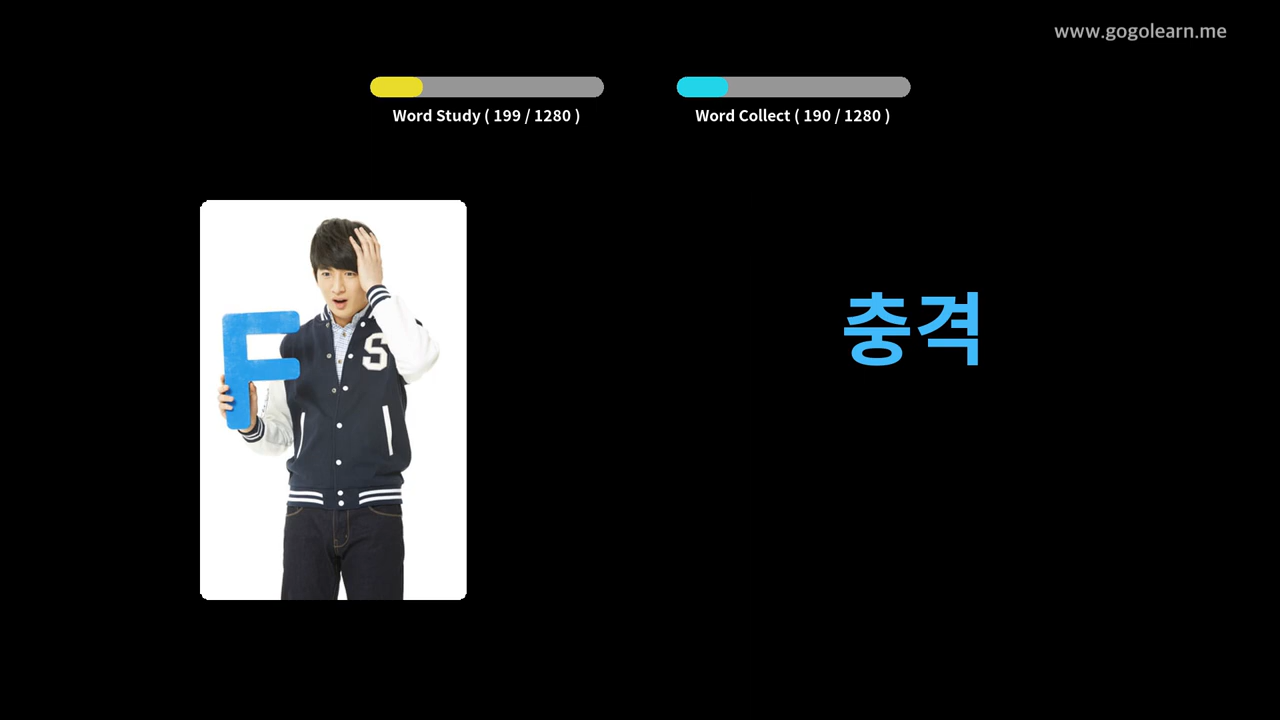 www.gogolearn.me
Word Study ( 199 / 1280 )
Word Collect ( 190 / 1280 )
F
S
충격